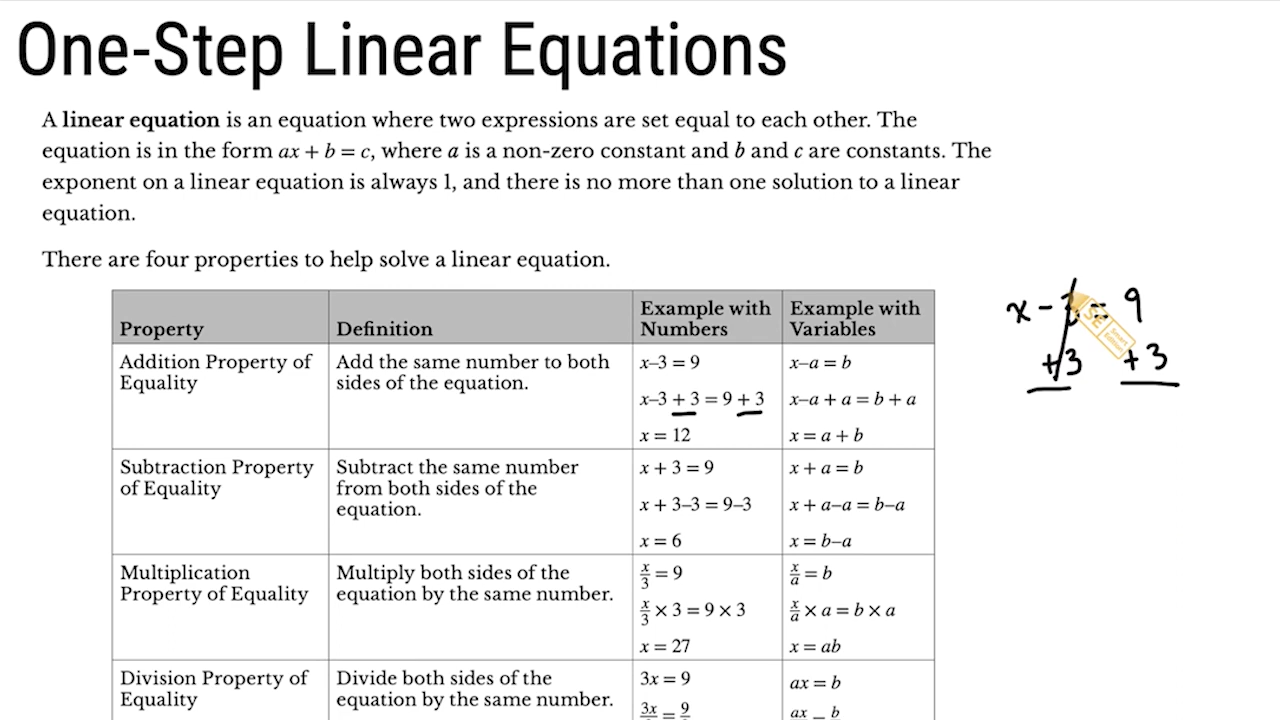 One-Step Linear Equations
A linear equation is an equation where two expressions are set equal to each other. The
equation is in the form ax + b = c, where a is a non-zero constant and b and c are constants. The
exponent on a linear equation is always 1, and there is no more than one solution to a linear
equation.
There are four properties to help solve a linear equation.
Property
Definition
Example with
Numbers
Example with
Variables
Addition Property of
Equality
Add the same number to both
sides of the equation.
x–3 = 9
x–3 + 3 = 9 + 3
x = 12
x–a = b
x–a + a = b + a
x = a + b
Subtraction Property
of Equality
Subtract the same number
from both sides of the
equation.
x + 3 = 9
x + 3–3 = 9–3
x = 6
x + a = b
x + a–a = b–a
x = b–a
Multiplication
Property of Equality
Multiply both sides of the
equation by the same number.
x/3 = 9
x/3 × 3 = 9 × 3
x = 27
x/a = b
x/a × a = b × a
x = ab
Division Property of
Equality
Divide both sides of the
equation by the same number.
3x = 9
3x = 9
ax = b
ax = b
x - 3 = 9
+3 +3
SE